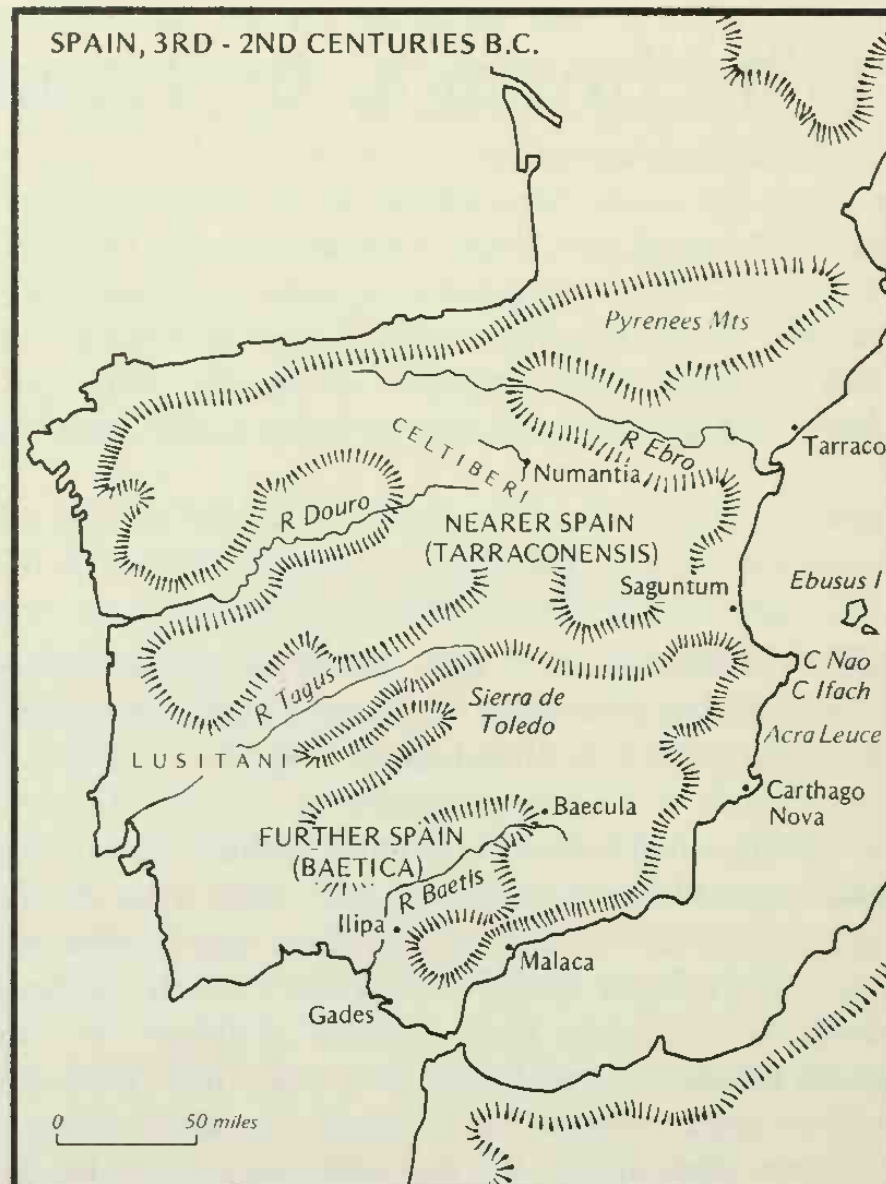 SPAIN, 3RD - 2ND CENTURIES B.C.
Pyrenees Mts
Tarraco
R Ebro
CELTIBERI
Numantia
R Douro
NEARER SPAIN
(TARRACONENSIS)
Saguntum
Ebusus I
C Nao
C Ifach
R Tagus
Sierra de
Toledo
Acra Leuce
LUSITANI
Carthago
Nova
Baecula
FURTHER SPAIN
(BAETICA)
R Baetis
Ilipa
Malaca
Gades
0 50 miles